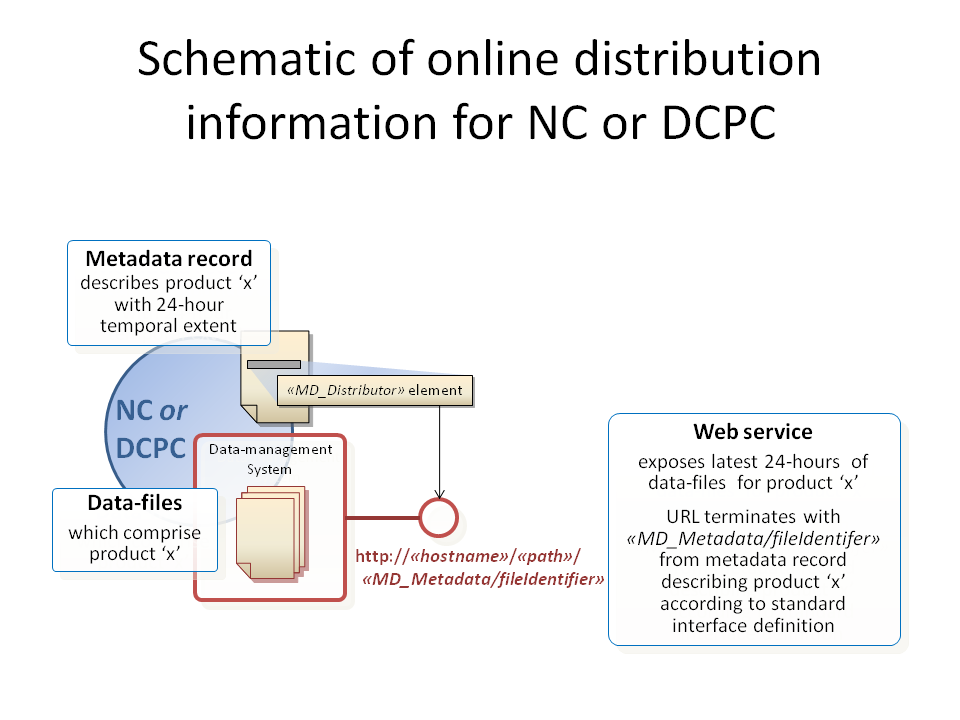 Schematic of online distribution
information for NC or DCPC
Metadata record
describes product ‘x’
with 24-hour
temporal extent
«MD_Distributor» element
NC or
DCPC
Data-management
System
Data-files
which comprise
product ‘x’
http://«hostname»/«path»/
«MD_Metadata/fileIdentifier»
Web service
exposes latest 24-hours of
data-files for product ‘x’
URL terminates with
«MD_Metadata/fileIdentifer»
from metadata record
describing product ‘x’
according to standard
interface definition